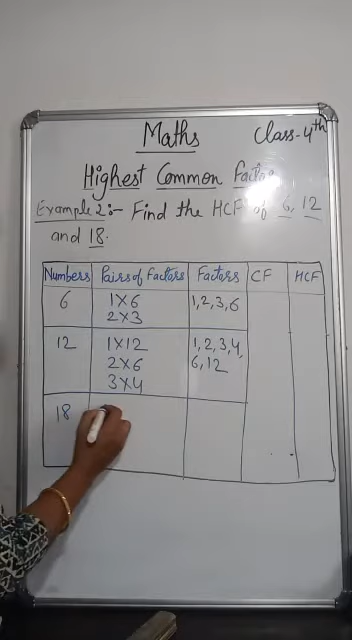 Maths Class-4th
Highest Common Factor
Example 2:- Find the HCF of 6, 12
and 18.
Numbers Pairs of Factors Factors CF HCF
6 1×6 1,2,3,6
2×3
12 1×12 1,2,3,4,
2×6 6,12
3×4
18